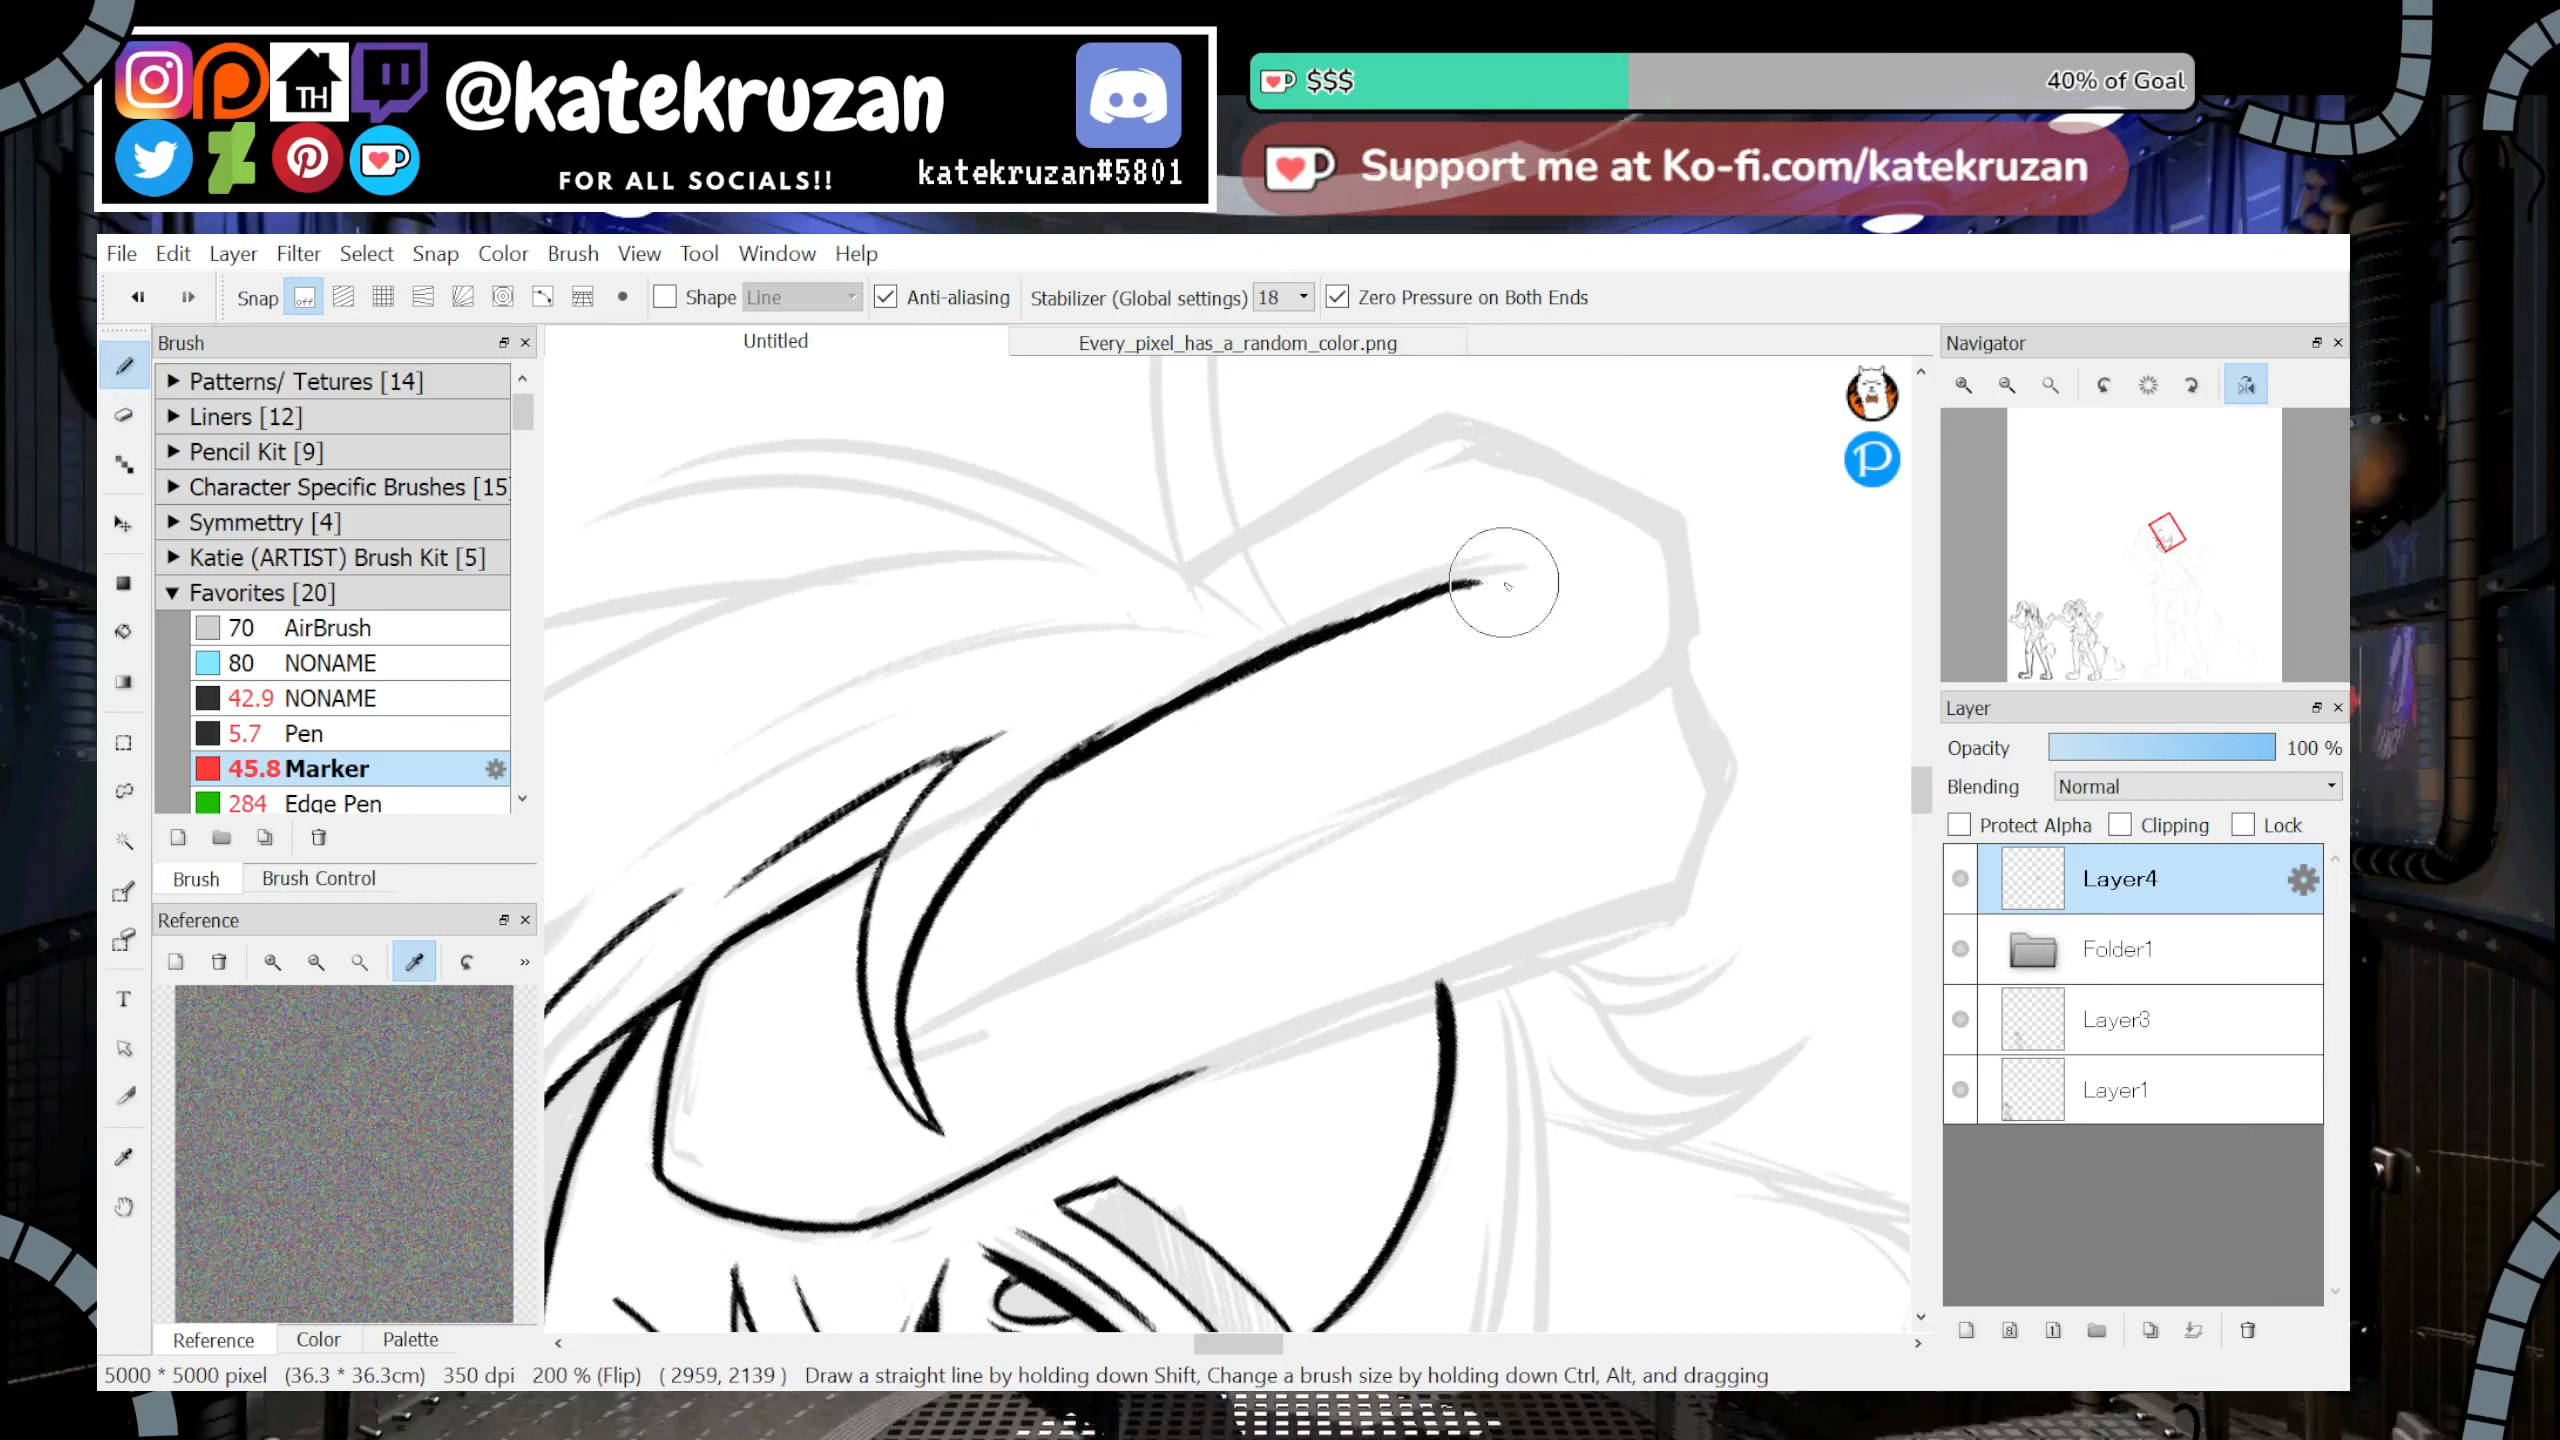 TH
@katekruzan
FOR ALL SOCIALS!!
katekruzan#5801
$$$
40% of Goal
Support me at Ko-fi.com/katekruzan
File Edit Layer Filter Select Snap Color Brush View Tool Window Help
Snap off Shape Line Anti-aliasing Stabilizer (Global settings) 18 Zero Pressure on Both Ends
Brush
Untitled
Every_pixel_has_a_random_color.png
Navigator
Patterns/ Tetures [14]
Liners [12]
Pencil Kit [9]
Character Specific Brushes [15]
Symmettry [4]
Katie (ARTIST) Brush Kit [5]
Favorites [20]
70 AirBrush
80 NONAME
42.9 NONAME
5.7 Pen
45.8 Marker
284 Edge Pen
Brush
Brush Control
Reference
Reference
Color
Palette
Layer
Opacity 100 %
Blending Normal
Protect Alpha Clipping Lock
Layer4
Folder1
Layer3
Layer1
5000 * 5000 pixel (36.3 * 36.3cm) 350 dpi 200 % (Flip) ( 2959, 2139 ) Draw a straight line by holding down Shift, Change a brush size by holding down Ctrl, Alt, and dragging